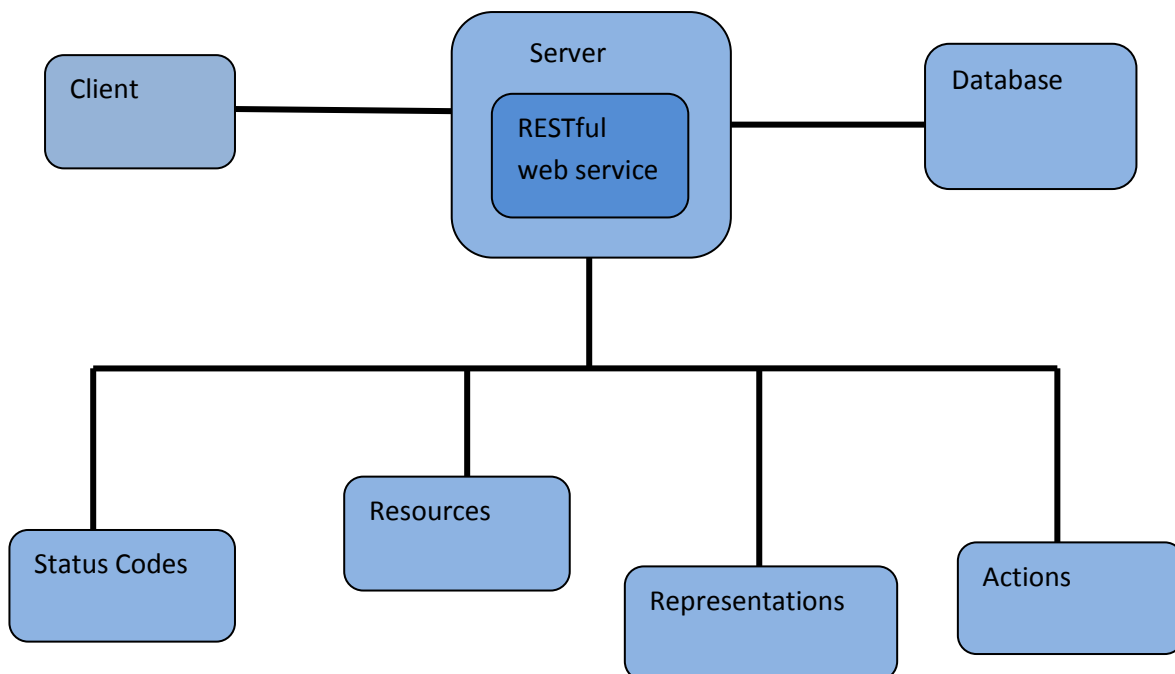 Client
Server
RESTful
web service
Database
Status Codes
Resources
Representations
Actions